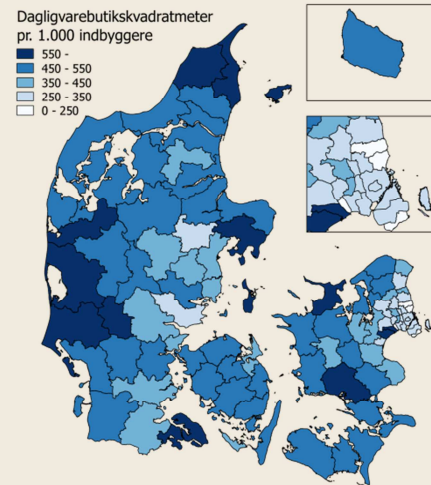 Dagligvarebutikskvadratmeter
pr. 1.000 indbyggere
550 -
450 - 550
350 - 450
250 - 350
0 - 250